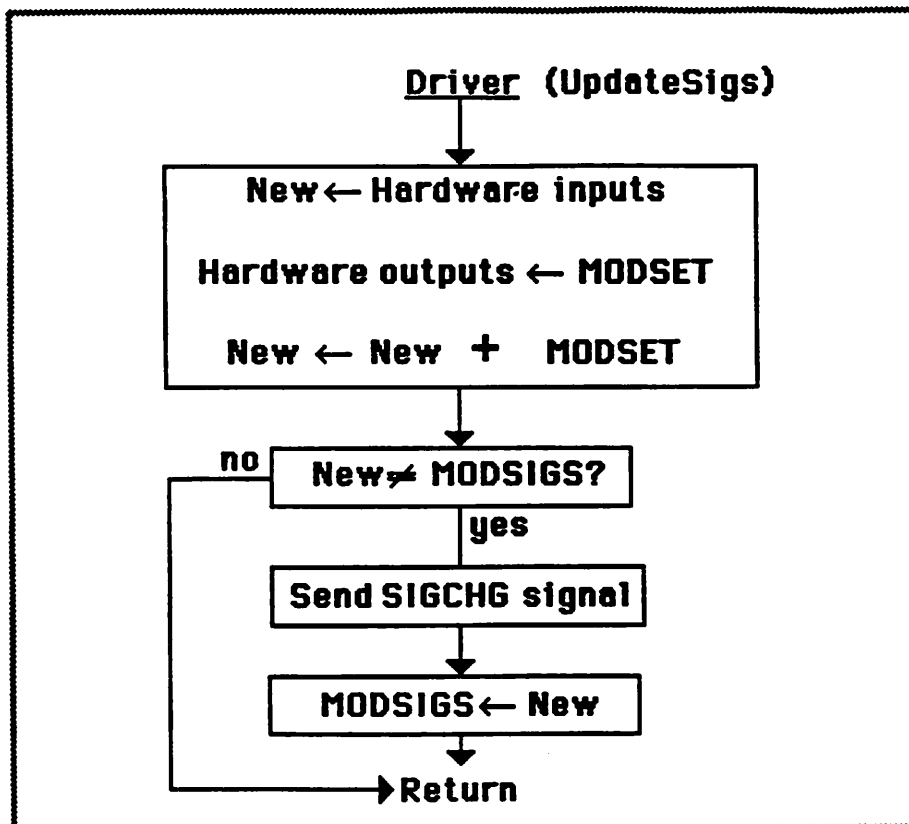 Driver (UpdateSigs)
New ← Hardware inputs
Hardware outputs ← MODSET
New ← New + MODSET
no
New ≠ MODSIGS?
yes
Send SIGCHG signal
MODSIGS ← New
Return